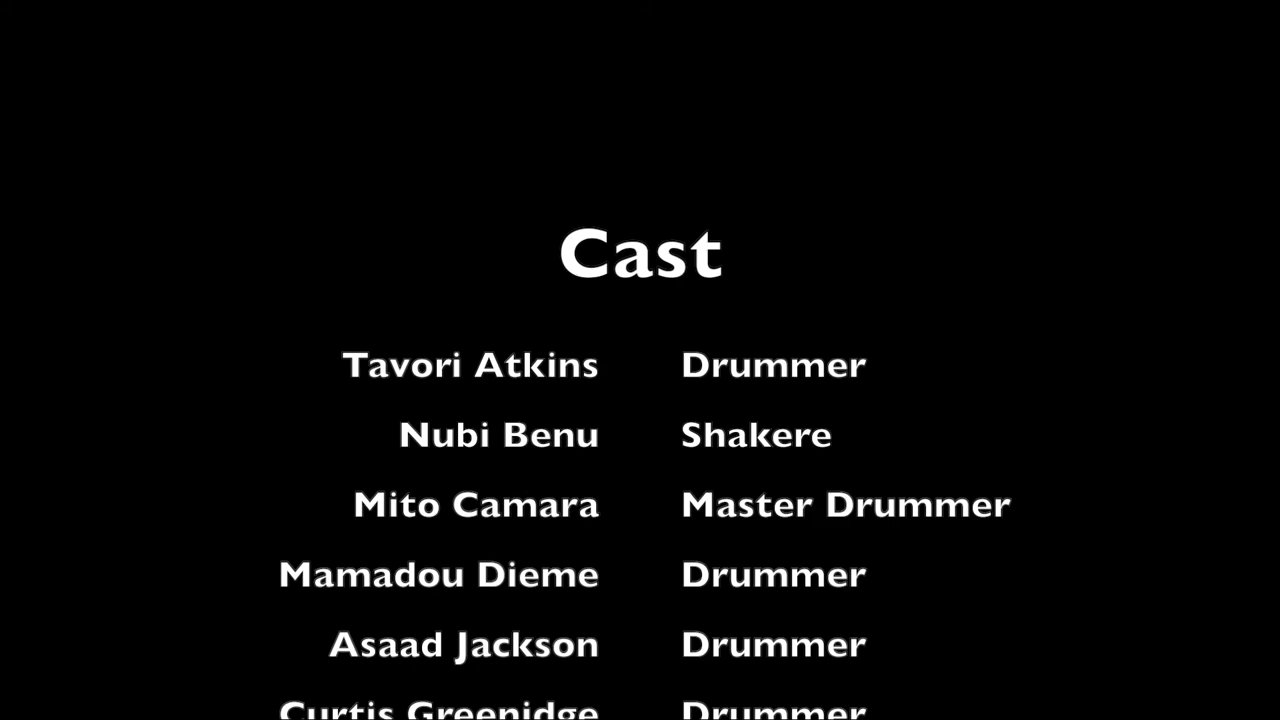 Cast
Tavori Atkins Drummer
Nubi Benu Shakere
Mito Camara Master Drummer
Mamadou Dieme Drummer
Asaad Jackson Drummer
Curtis Greenidge Drummer